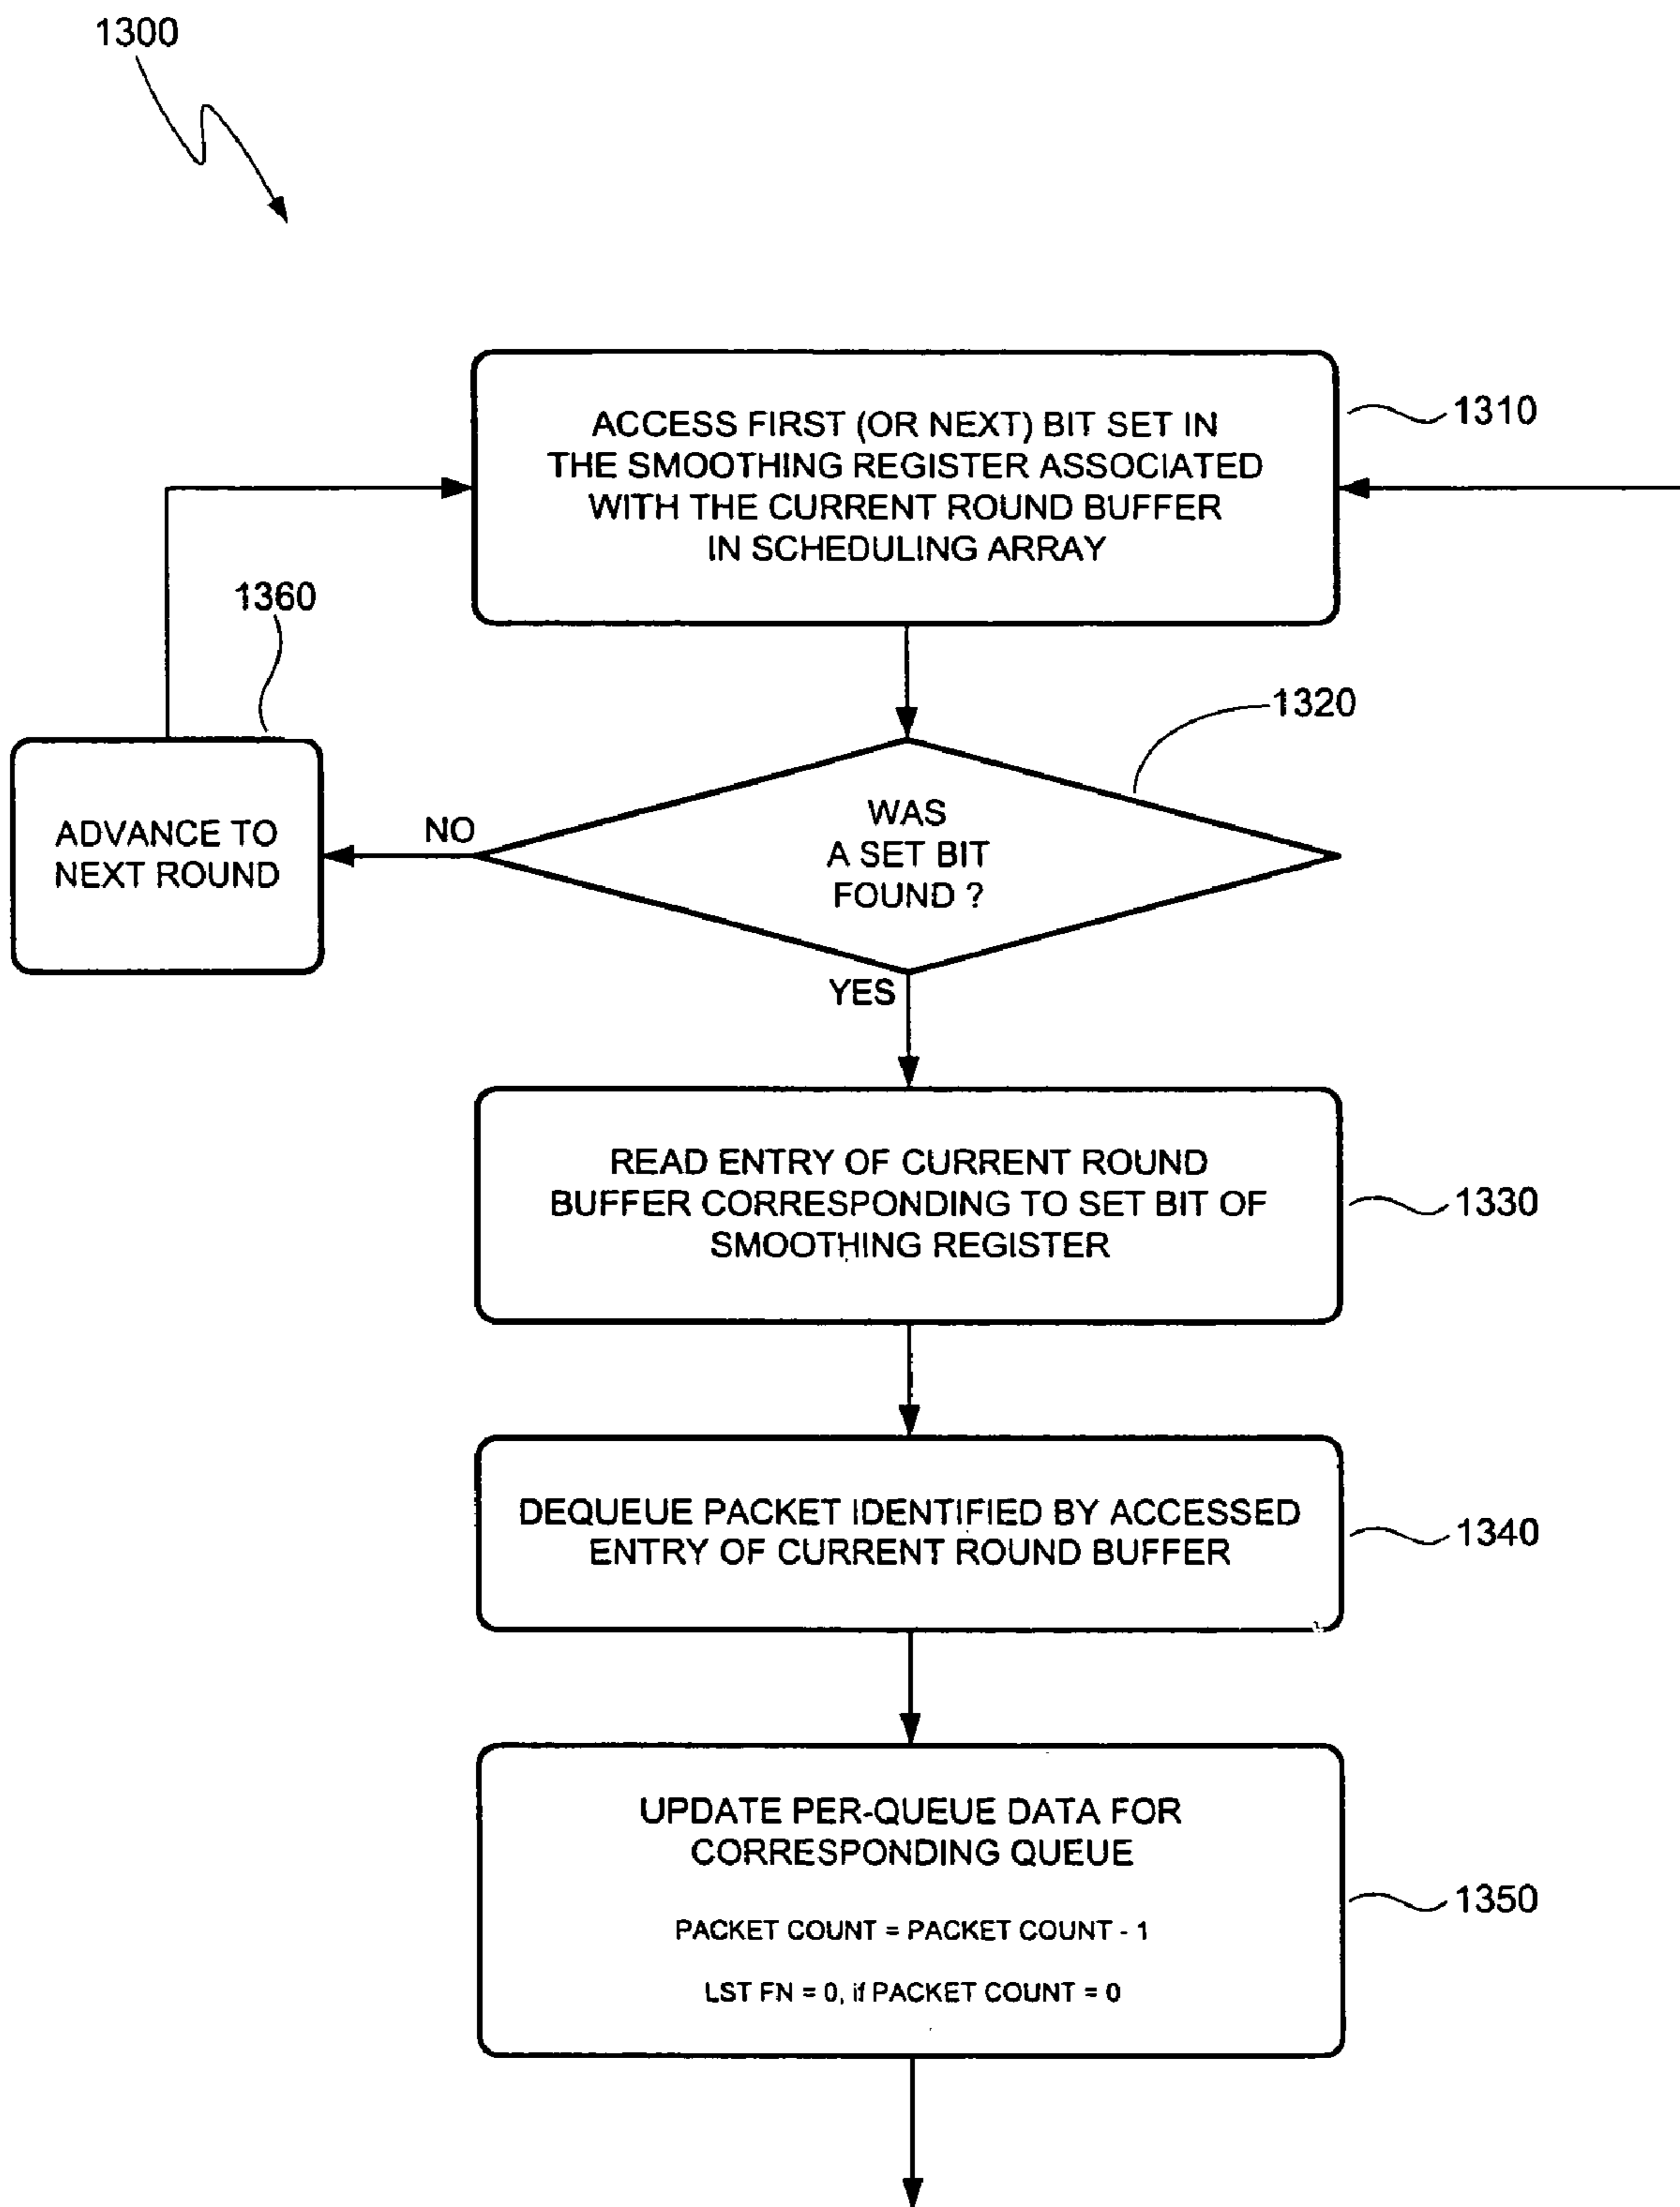 1300
ACCESS FIRST (OR NEXT) BIT SET IN
THE SMOOTHING REGISTER ASSOCIATED
WITH THE CURRENT ROUND BUFFER
IN SCHEDULING ARRAY
1310
1360
1320
WAS
A SET BIT
FOUND ?
NO
ADVANCE TO
NEXT ROUND
YES
READ ENTRY OF CURRENT ROUND
BUFFER CORRESPONDING TO SET BIT OF
SMOOTHING REGISTER
1330
DEQUEUE PACKET IDENTIFIED BY ACCESSED
ENTRY OF CURRENT ROUND BUFFER
1340
UPDATE PER-QUEUE DATA FOR
CORRESPONDING QUEUE
PACKET COUNT = PACKET COUNT - 1
LST FN = 0, if PACKET COUNT = 0
1350